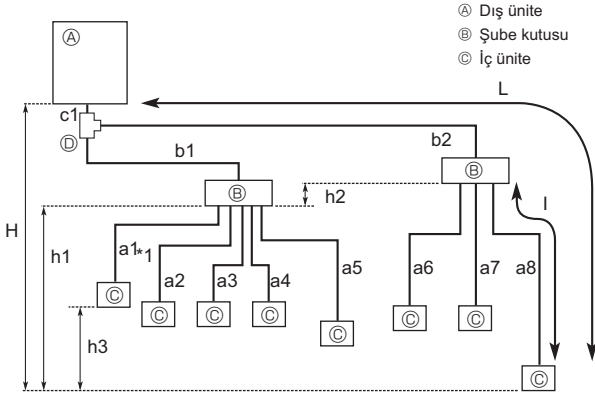 Ⓐ Dış ünite
Ⓑ Şube kutusu
Ⓒ İç ünite
Ⓐ
L
c1
Ⓓ
b1
b2
Ⓑ
Ⓑ
h2
l
H
h1
a1*1
a2
a3
a4
a5
a6
a7
a8
Ⓒ
Ⓒ
Ⓒ
Ⓒ
Ⓒ
Ⓒ
Ⓒ
h3
Ⓒ